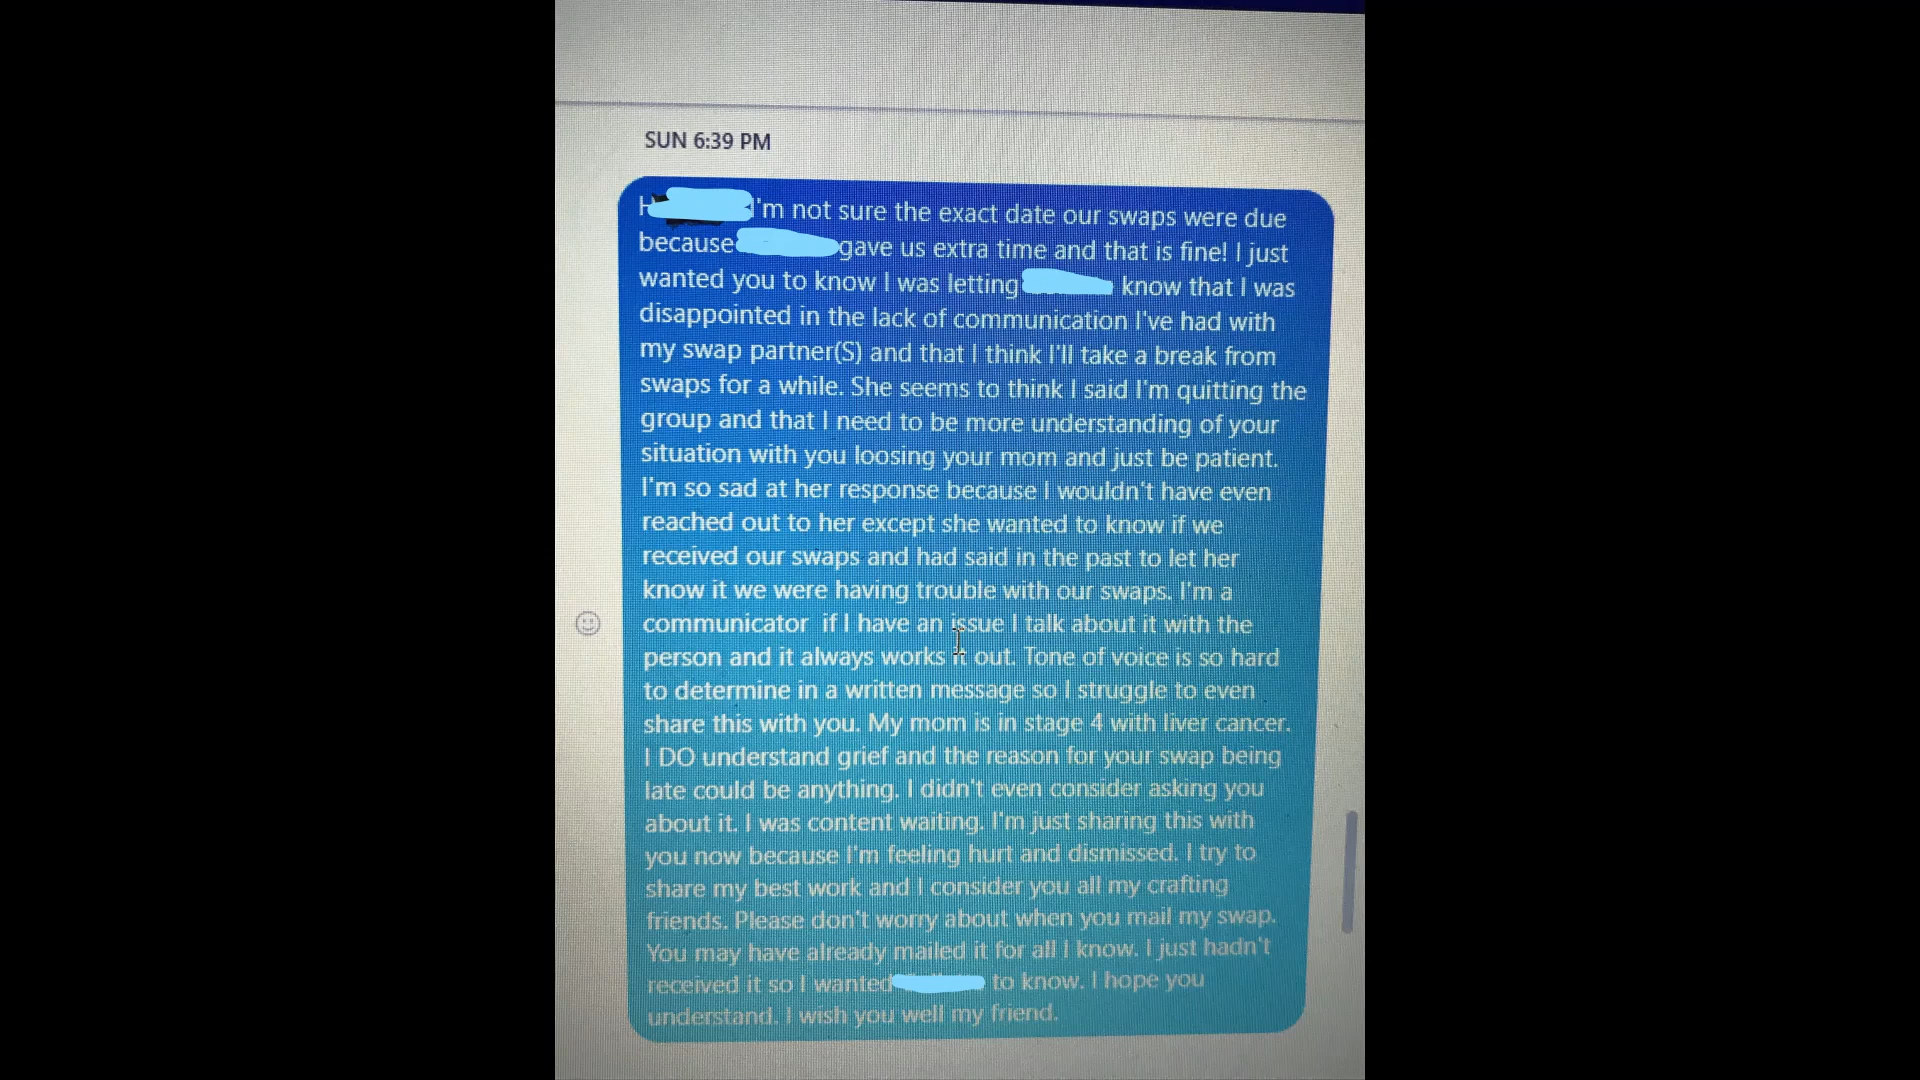 SUN 6:39 PM
H
I'm not sure the exact date our swaps were due
because gave us extra time and that is fine! I just
wanted you to know I was letting know that I was
disappointed in the lack of communication I've had with
my swap partner(S) and that I think I'll take a break from
swaps for a while. She seems to think I said I'm quitting the
group and that I need to be more understanding of your
situation with you loosing your mom and just be patient.
I'm so sad at her response because I wouldn't have even
reached out to her except she wanted to know if we
received our swaps and had said in the past to let her
know it we were having trouble with our swaps. I'm a
communicator if I have an issue I talk about it with the
person and it always works it out. Tone of voice is so hard
to determine in a written message so I struggle to even
share this with you. My mom is in stage 4 with liver cancer.
I DO understand grief and the reason for your swap being
late could be anything. I didn't even consider asking you
about it. I was content waiting. I'm just sharing this with
you now because I'm feeling hurt and dismissed. I try to
share my best work and I consider you all my crafting
friends. Please don't worry about when you mail my swap.
You may have already mailed it for all I know. I just hadn't
received it so I wanted to know. I hope you
understand. I wish you well my friend.